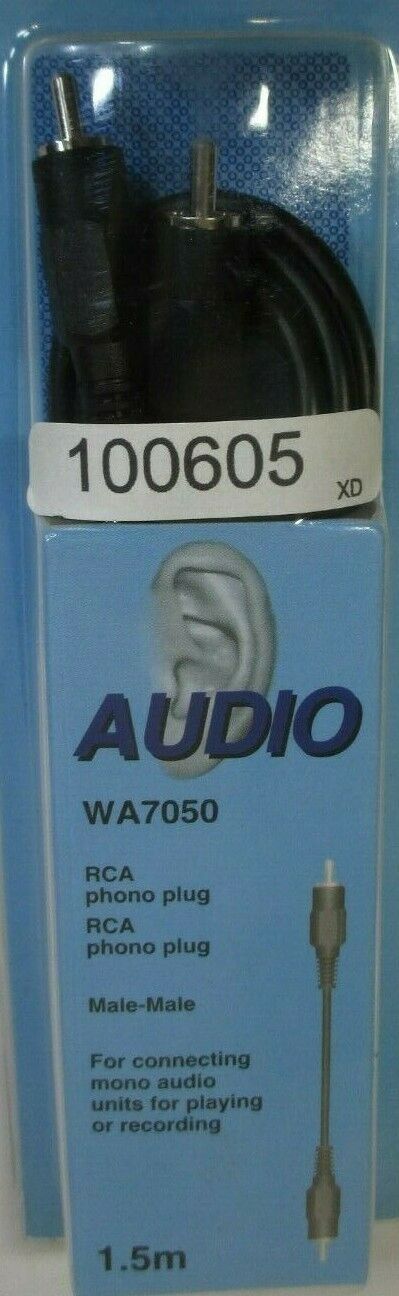 100605
XD
AUDIO
WA7050
RCA
phono plug
RCA
phono plug
Male-Male
For connecting
mono audio
units for playing
or recording
1.5m